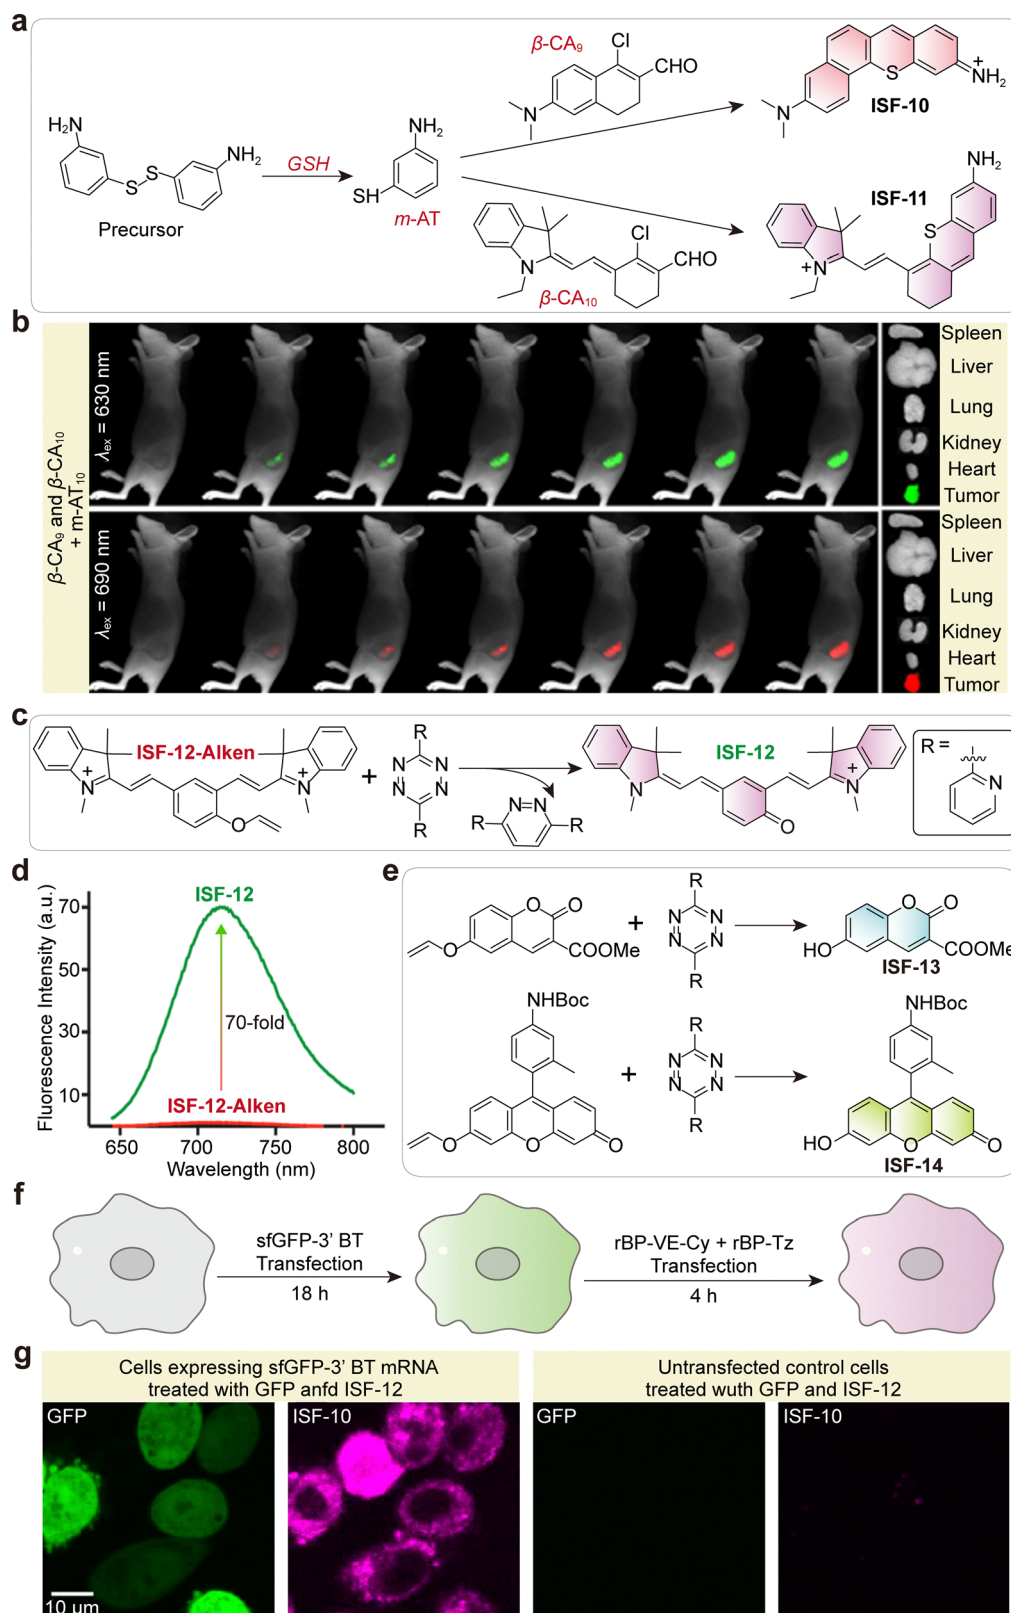 a
β-CA₉
Cl
CHO
N
S
NH₂
+
ISF-10
N
H₂N
S
S
NH₂
Precursor
GSH
NH₂
SH
m-AT
NH₂
ISF-11
S
N
+
Cl
CHO
N
β-CA₁₀
b
β-CA₉ and β-CA₁₀
+ m-AT₁₀
λex = 630 nm
Spleen
Liver
Lung
Kidney
Heart
Tumor
λex = 690 nm
Spleen
Liver
Lung
Kidney
Heart
Tumor
c
ISF-12-Alken
+
N
+
N
O
+
R
N
N
N
N
R
R
N=N
R
ISF-12
N
+
N
O
R =
N
d
Fluorescence Intensity (a.u.)
70
50
30
10
ISF-12
70-fold
ISF-12-Alken
650
700
750
800
Wavelength (nm)
e
O
O
O
COOMe
+
R
N
N
N
N
R
O
O
HO
COOMe
ISF-13
NHBoc
O
O
O
+
R
N
N
N
N
R
NHBoc
HO
O
O
ISF-14
f
sfGFP-3’ BT
Transfection
18 h
rBP-VE-Cy + rBP-Tz
Transfection
4 h
g
Cells expressing sfGFP-3’ BT mRNA
treated with GFP anfd ISF-12
Untransfected control cells
treated wuth GFP and ISF-12
GFP
ISF-10
GFP
ISF-10
10 μm